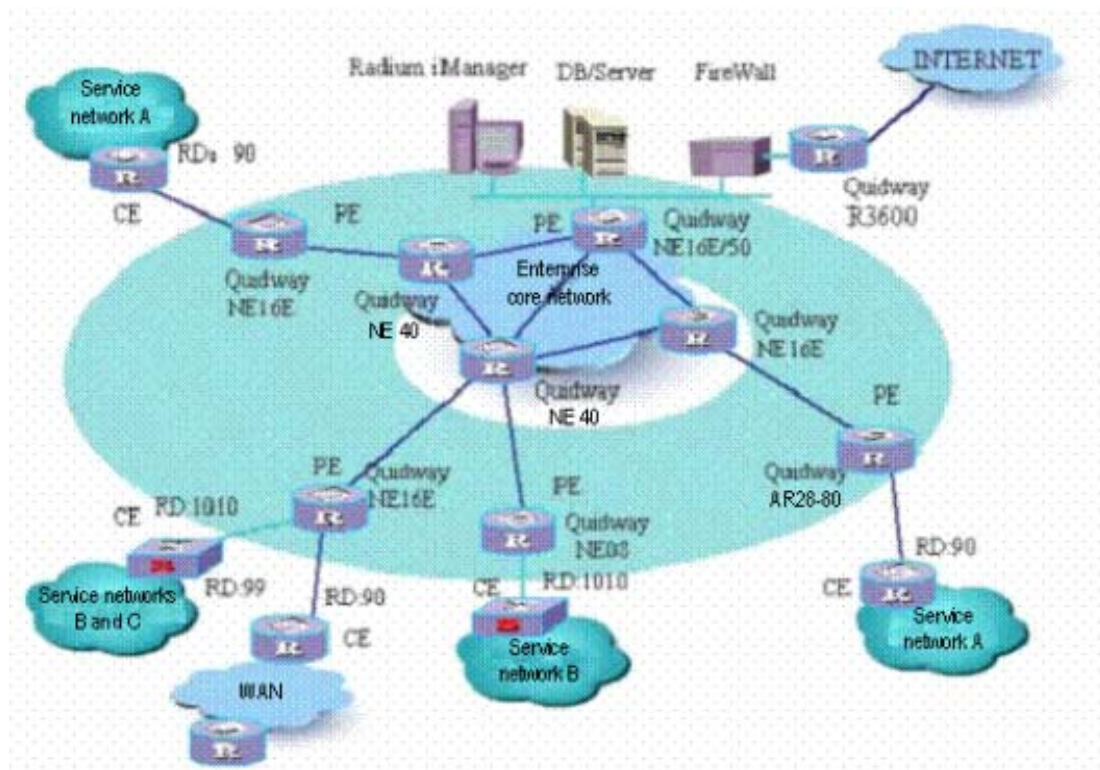 INTERNET
Radium iManager
DB/Server
FireWall
Service
network A
RD: 90
Quidway
R3600
CE
PE
PE
Quidway
NE16E/50
Quidway
NE16E
Enterprise
core network
Quidway
NE 40
Quidway
NE16E
Quidway
NE 40
PE
PE
Quidway
NE16E
Quidway
AR28-80
PE
CE
RD:1010
Quidway
NE08
RD:90
RD:99
RD:90
CE
RD:1010
CE
Service networks
B and C
CE
Service
network A
Service
network B
WAN
R
R
R
R
R
R
R
R
R
R
R
R
R